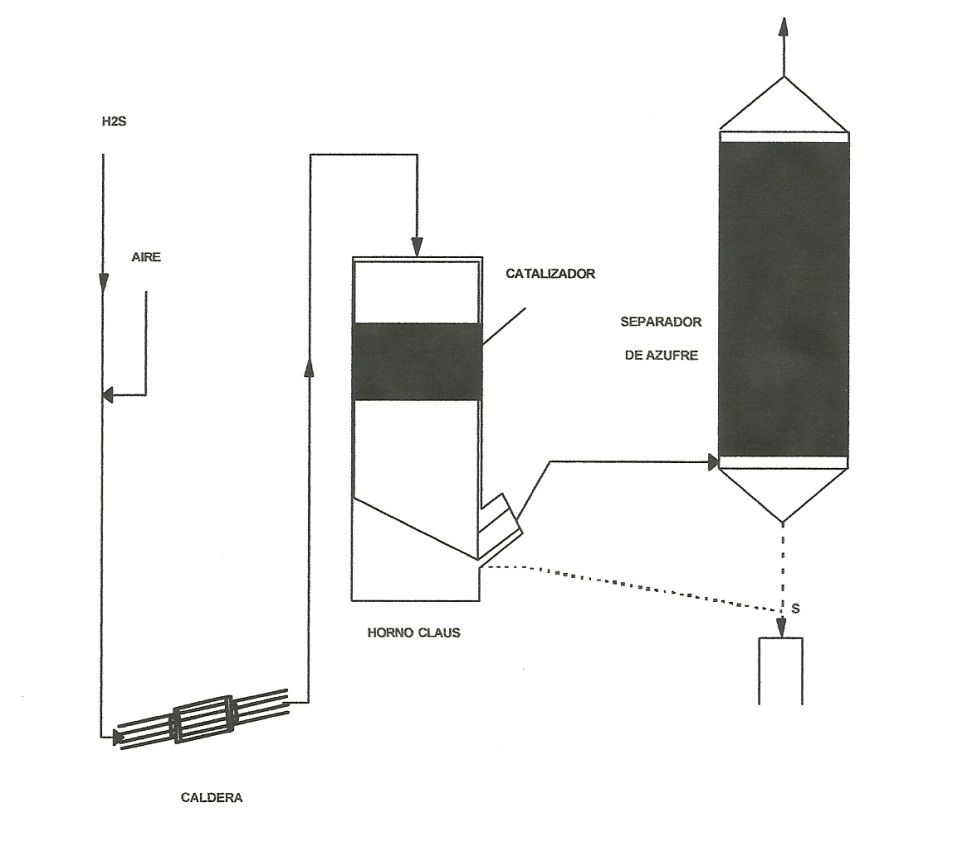 H2S
AIRE
CATALIZADOR
SEPARADOR
DE AZUFRE
S
HORNO CLAUS
CALDERA